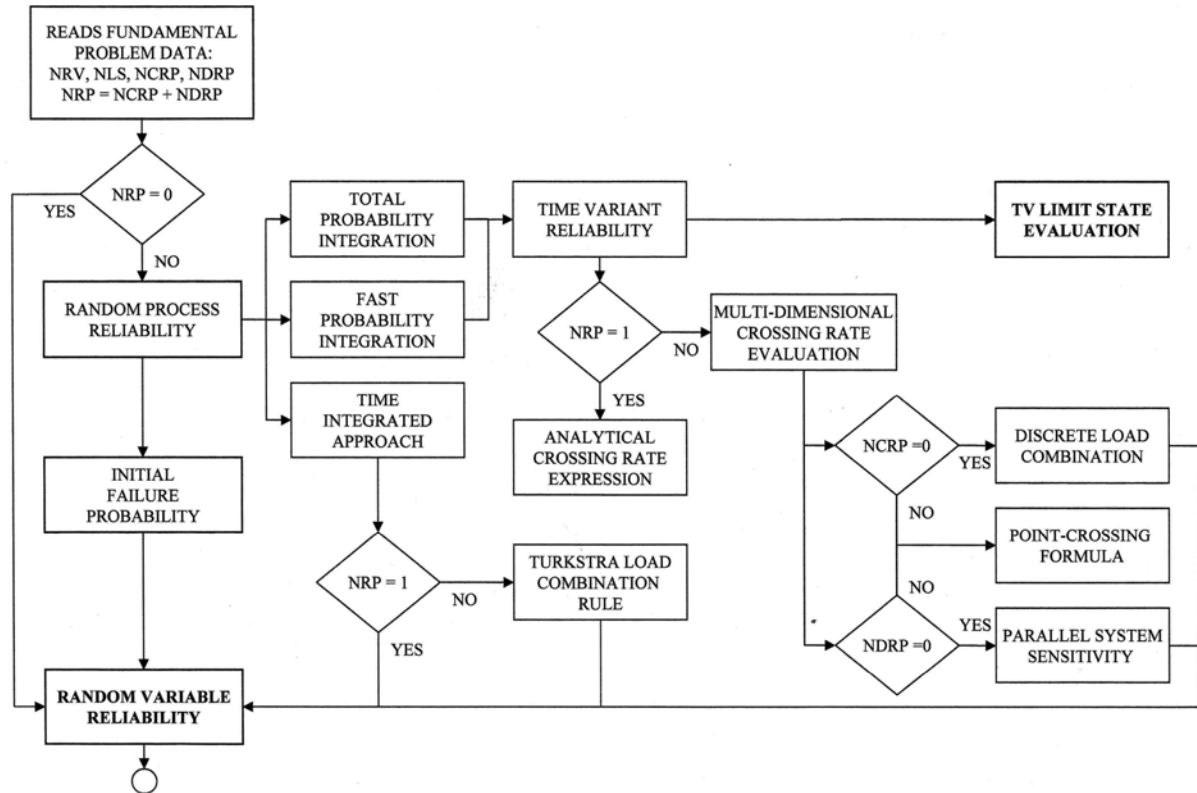 READS FUNDAMENTAL
PROBLEM DATA:
NRV, NLS, NCRP, NDRP
NRP = NCRP + NDRP
NRP = 0
YES
NO
RANDOM PROCESS
RELIABILITY
INITIAL
FAILURE
PROBABILITY
RANDOM VARIABLE
RELIABILITY
TOTAL
PROBABILITY
INTEGRATION
FAST
PROBABILITY
INTEGRATION
TIME
INTEGRATED
APPROACH
NRP = 1
NO
YES
TURKSTRA LOAD
COMBINATION
RULE
TIME VARIANT
RELIABILITY
NRP = 1
NO
YES
ANALYTICAL
CROSSING RATE
EXPRESSION
MULTI-DIMENSIONAL
CROSSING RATE
EVALUATION
TV LIMIT STATE
EVALUATION
NCRP=0
YES
NO
DISCRETE LOAD
COMBINATION
POINT-CROSSING
FORMULA
NO
NDRP=0
YES
PARALLEL SYSTEM
SENSITIVITY